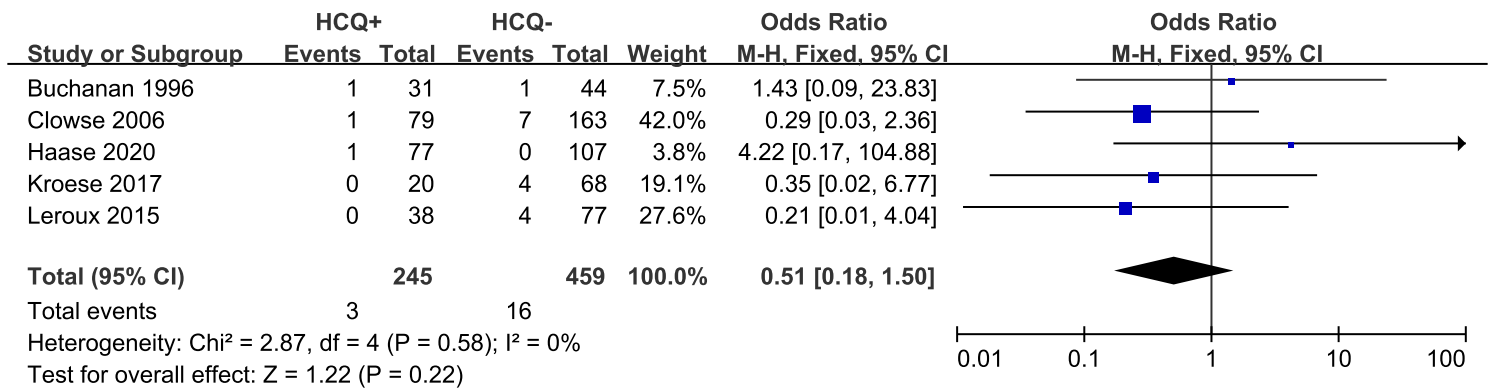 HCQ+ HCQ- Odds Ratio Odds Ratio
Study or Subgroup Events Total Events Total Weight M-H, Fixed, 95% CI M-H, Fixed, 95% CI
Buchanan 1996 1 31 1 44 7.5% 1.43 [0.09, 23.83]
Clowse 2006 1 79 7 163 42.0% 0.29 [0.03, 2.36]
Haase 2020 1 77 0 107 3.8% 4.22 [0.17, 104.88]
Kroese 2017 0 20 4 68 19.1% 0.35 [0.02, 6.77]
Leroux 2015 0 38 4 77 27.6% 0.21 [0.01, 4.04]
Total (95% CI) 245 459 100.0% 0.51 [0.18, 1.50]
Total events 3 16
Heterogeneity: Chi² = 2.87, df = 4 (P = 0.58); I² = 0%
Test for overall effect: Z = 1.22 (P = 0.22)
0.01 0.1 1 10 100